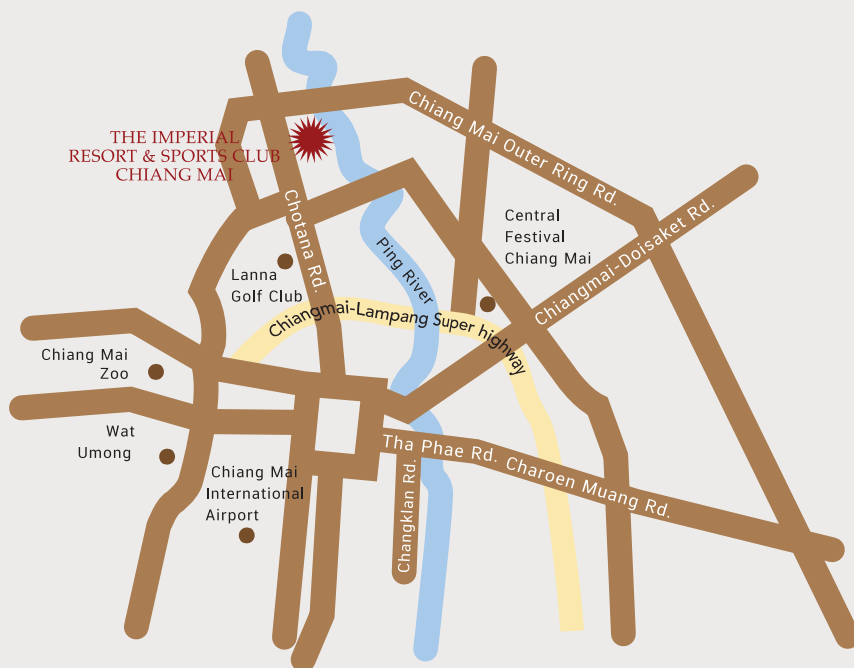 THE IMPERIAL
RESORT & SPORTS CLUB
CHIANG MAI
Chiang Mai Outer Ring Rd.
Chotana Rd.
Central
Festival
Chiang Mai
Chiangmai-Doisaket Rd.
Ping River
Lanna
Golf Club
Chiangmai-Lampang Super highway
Chiang Mai
Zoo
Wat
Umong
Tha Phae Rd.
Charoen Muang Rd.
Chiang Mai
International
Airport
Changklan Rd.